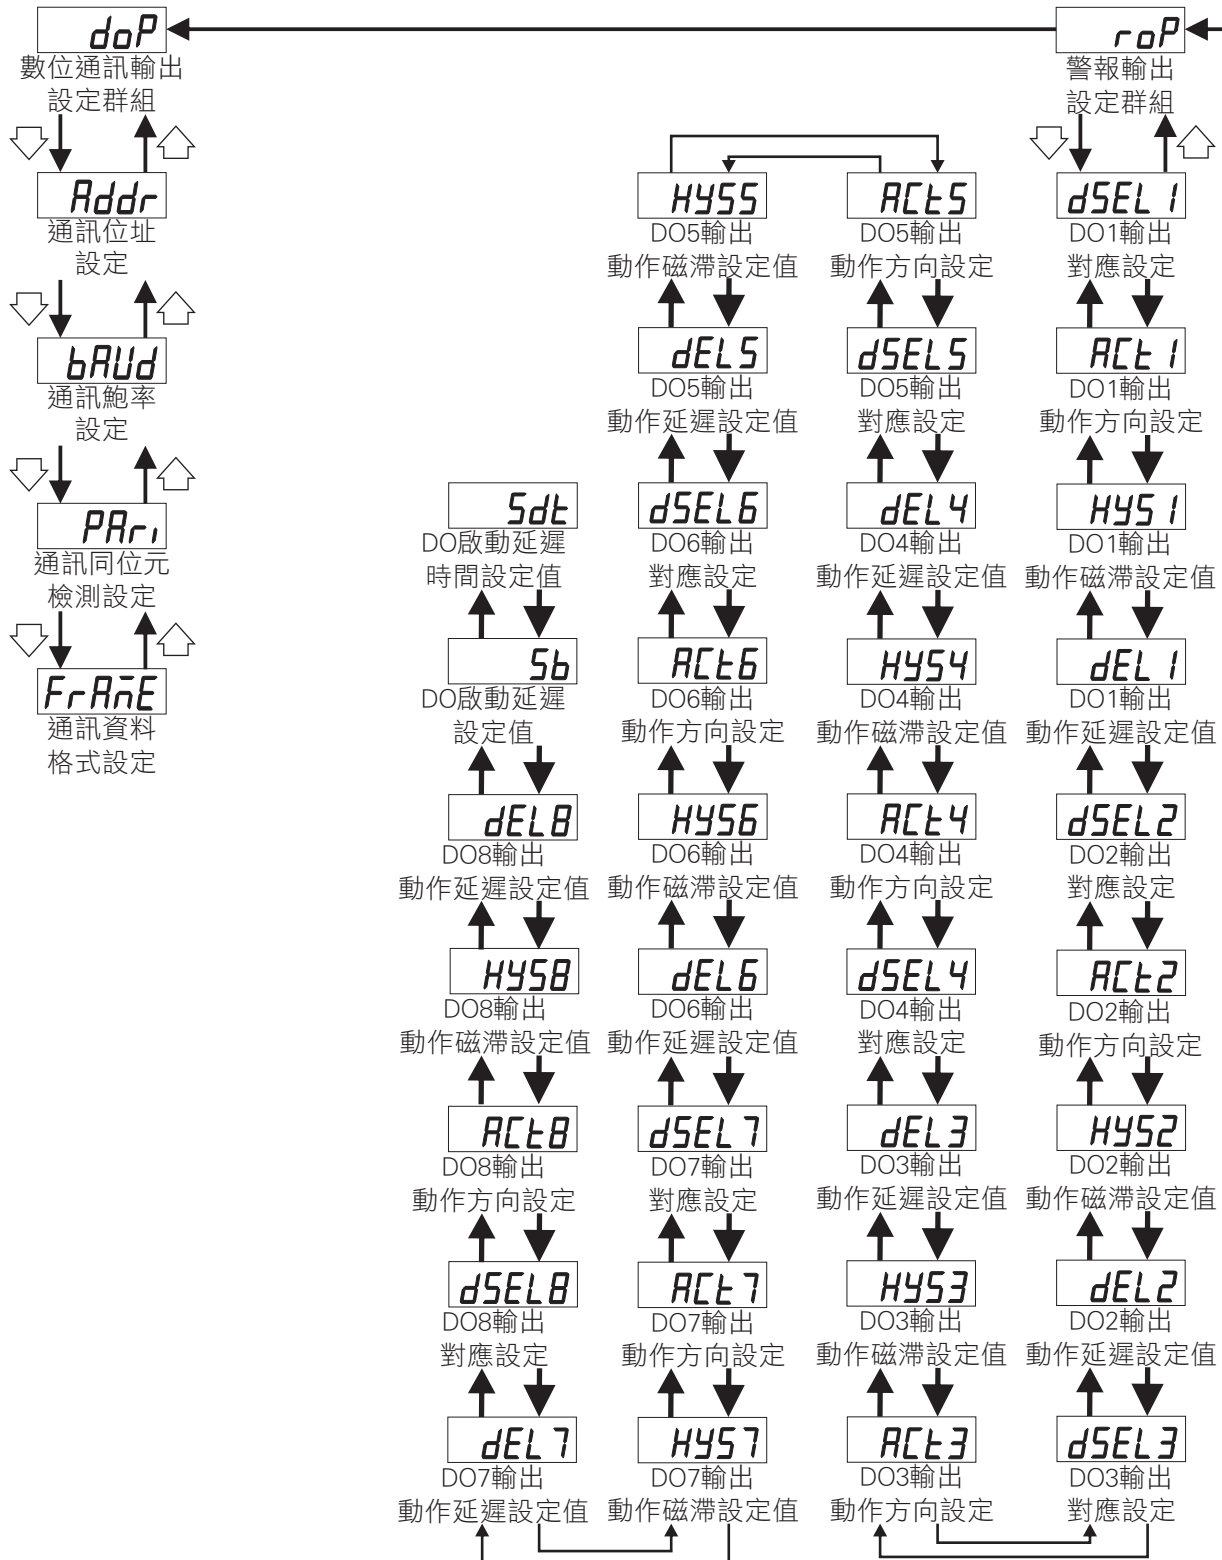 doP
數位通訊輸出
設定群組
Addr
通訊位址
設定
bAUd
通訊鮑率
設定
PAri
通訊同位元
檢測設定
FrAmE
通訊資料
格式設定
Sdt
DO啟動延遲
時間設定值
Sb
DO啟動延遲
設定值
dEL8
DO8輸出
動作延遲設定值
HYS8
DO8輸出
動作磁滯設定值
ACt8
DO8輸出
動作方向設定
dSEL8
DO8輸出
對應設定
dEL7
DO7輸出
動作延遲設定值
HYS5
DO5輸出
動作磁滯設定值
dEL5
DO5輸出
動作延遲設定值
dSEL6
DO6輸出
對應設定
ACt6
DO6輸出
動作方向設定
HYS6
DO6輸出
動作磁滯設定值
dEL6
DO6輸出
動作延遲設定值
dSEL7
DO7輸出
對應設定
ACt7
DO7輸出
動作方向設定
HYS7
DO7輸出
動作磁滯設定值
ACt5
DO5輸出
動作方向設定
dSEL5
DO5輸出
對應設定
dEL4
DO4輸出
動作延遲設定值
HYS4
DO4輸出
動作磁滯設定值
ACt4
DO4輸出
動作方向設定
dSEL4
DO4輸出
對應設定
dEL3
DO3輸出
動作延遲設定值
HYS3
DO3輸出
動作磁滯設定值
ACt3
DO3輸出
動作方向設定
roP
警報輸出
設定群組
dSEL1
DO1輸出
對應設定
ACt1
DO1輸出
動作方向設定
HYS1
DO1輸出
動作磁滯設定值
dEL1
DO1輸出
動作延遲設定值
dSEL2
DO2輸出
對應設定
ACt2
DO2輸出
動作方向設定
HYS2
DO2輸出
動作磁滯設定值
dEL2
DO2輸出
動作延遲設定值
dSEL3
DO3輸出
對應設定